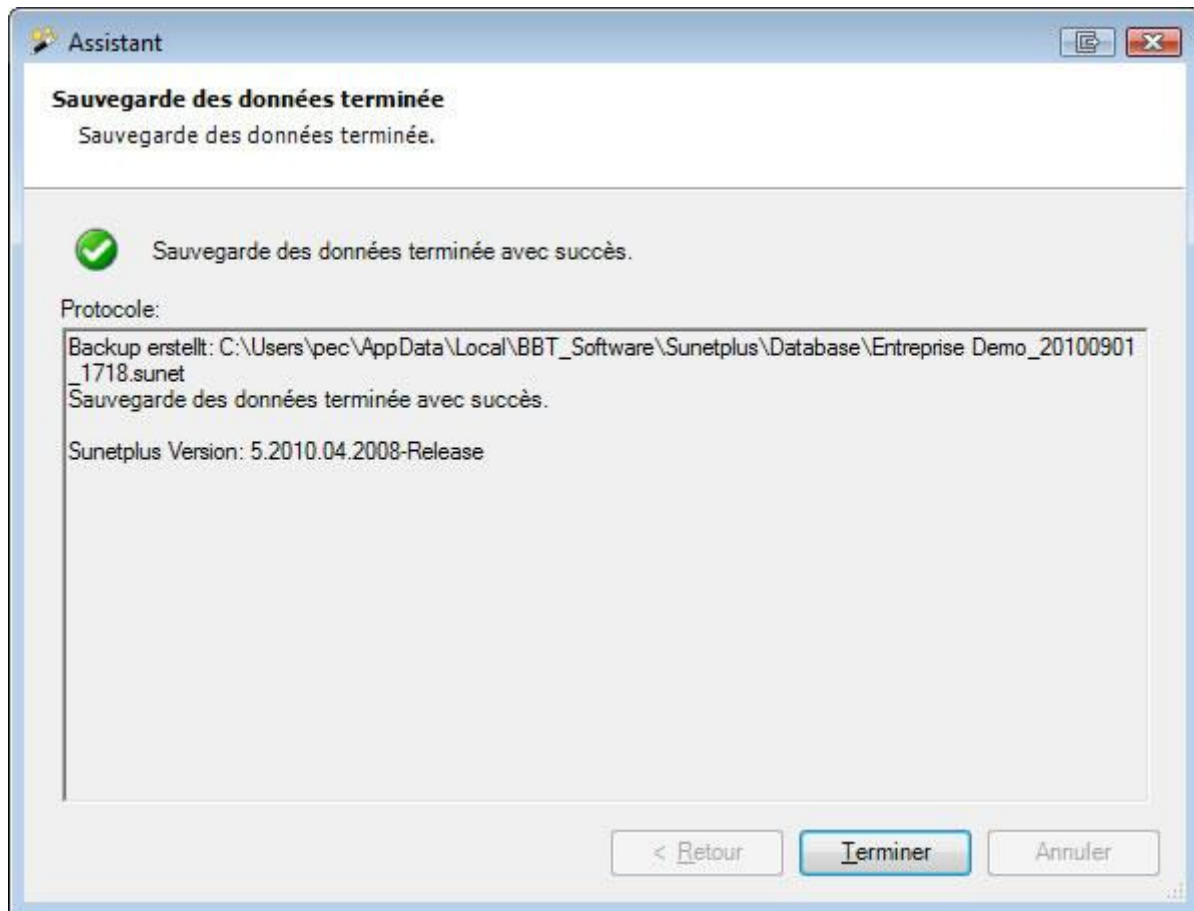 Assistant
Sauvegarde des données terminée
Sauvegarde des données terminée.
Sauvegarde des données terminée avec succès.
Protocole:
Backup erstellt: C:\Users\pec\AppData\Local\BBT_Software\Sunetplus\Database\Entreprise Demo_20100901
_1718.sunet
Sauvegarde des données terminée avec succès.
Sunetplus Version: 5.2010.04.2008-Release
< Retour
Terminer
Annuler